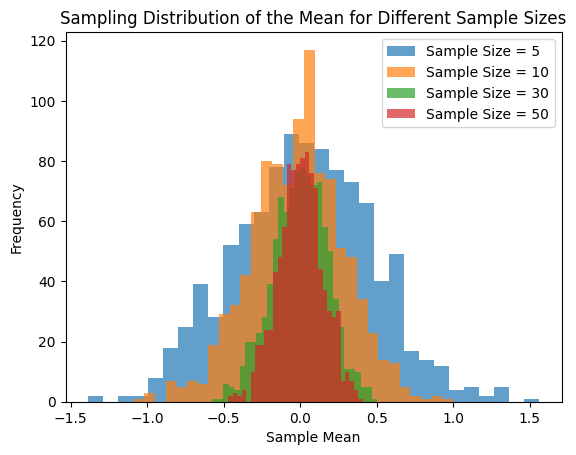 Sampling Distribution of the Mean for Different Sample Sizes
Sample Size = 5
Sample Size = 10
Sample Size = 30
Sample Size = 50
Frequency
120
100
80
60
40
20
0
−1.5 −1.0 −0.5 0.0 0.5 1.0 1.5
Sample Mean